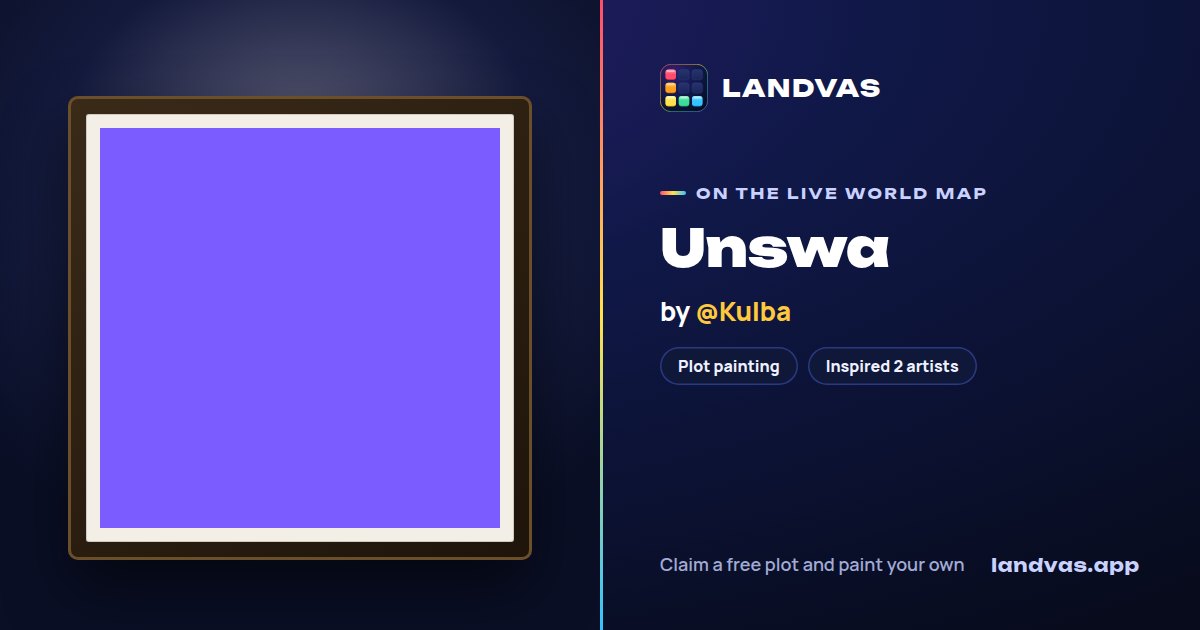 LANDVAS
ON THE LIVE WORLD MAP
Unswa
by @Kulba
Plot painting
Inspired 2 artists
Claim a free plot and paint your own
landvas.app